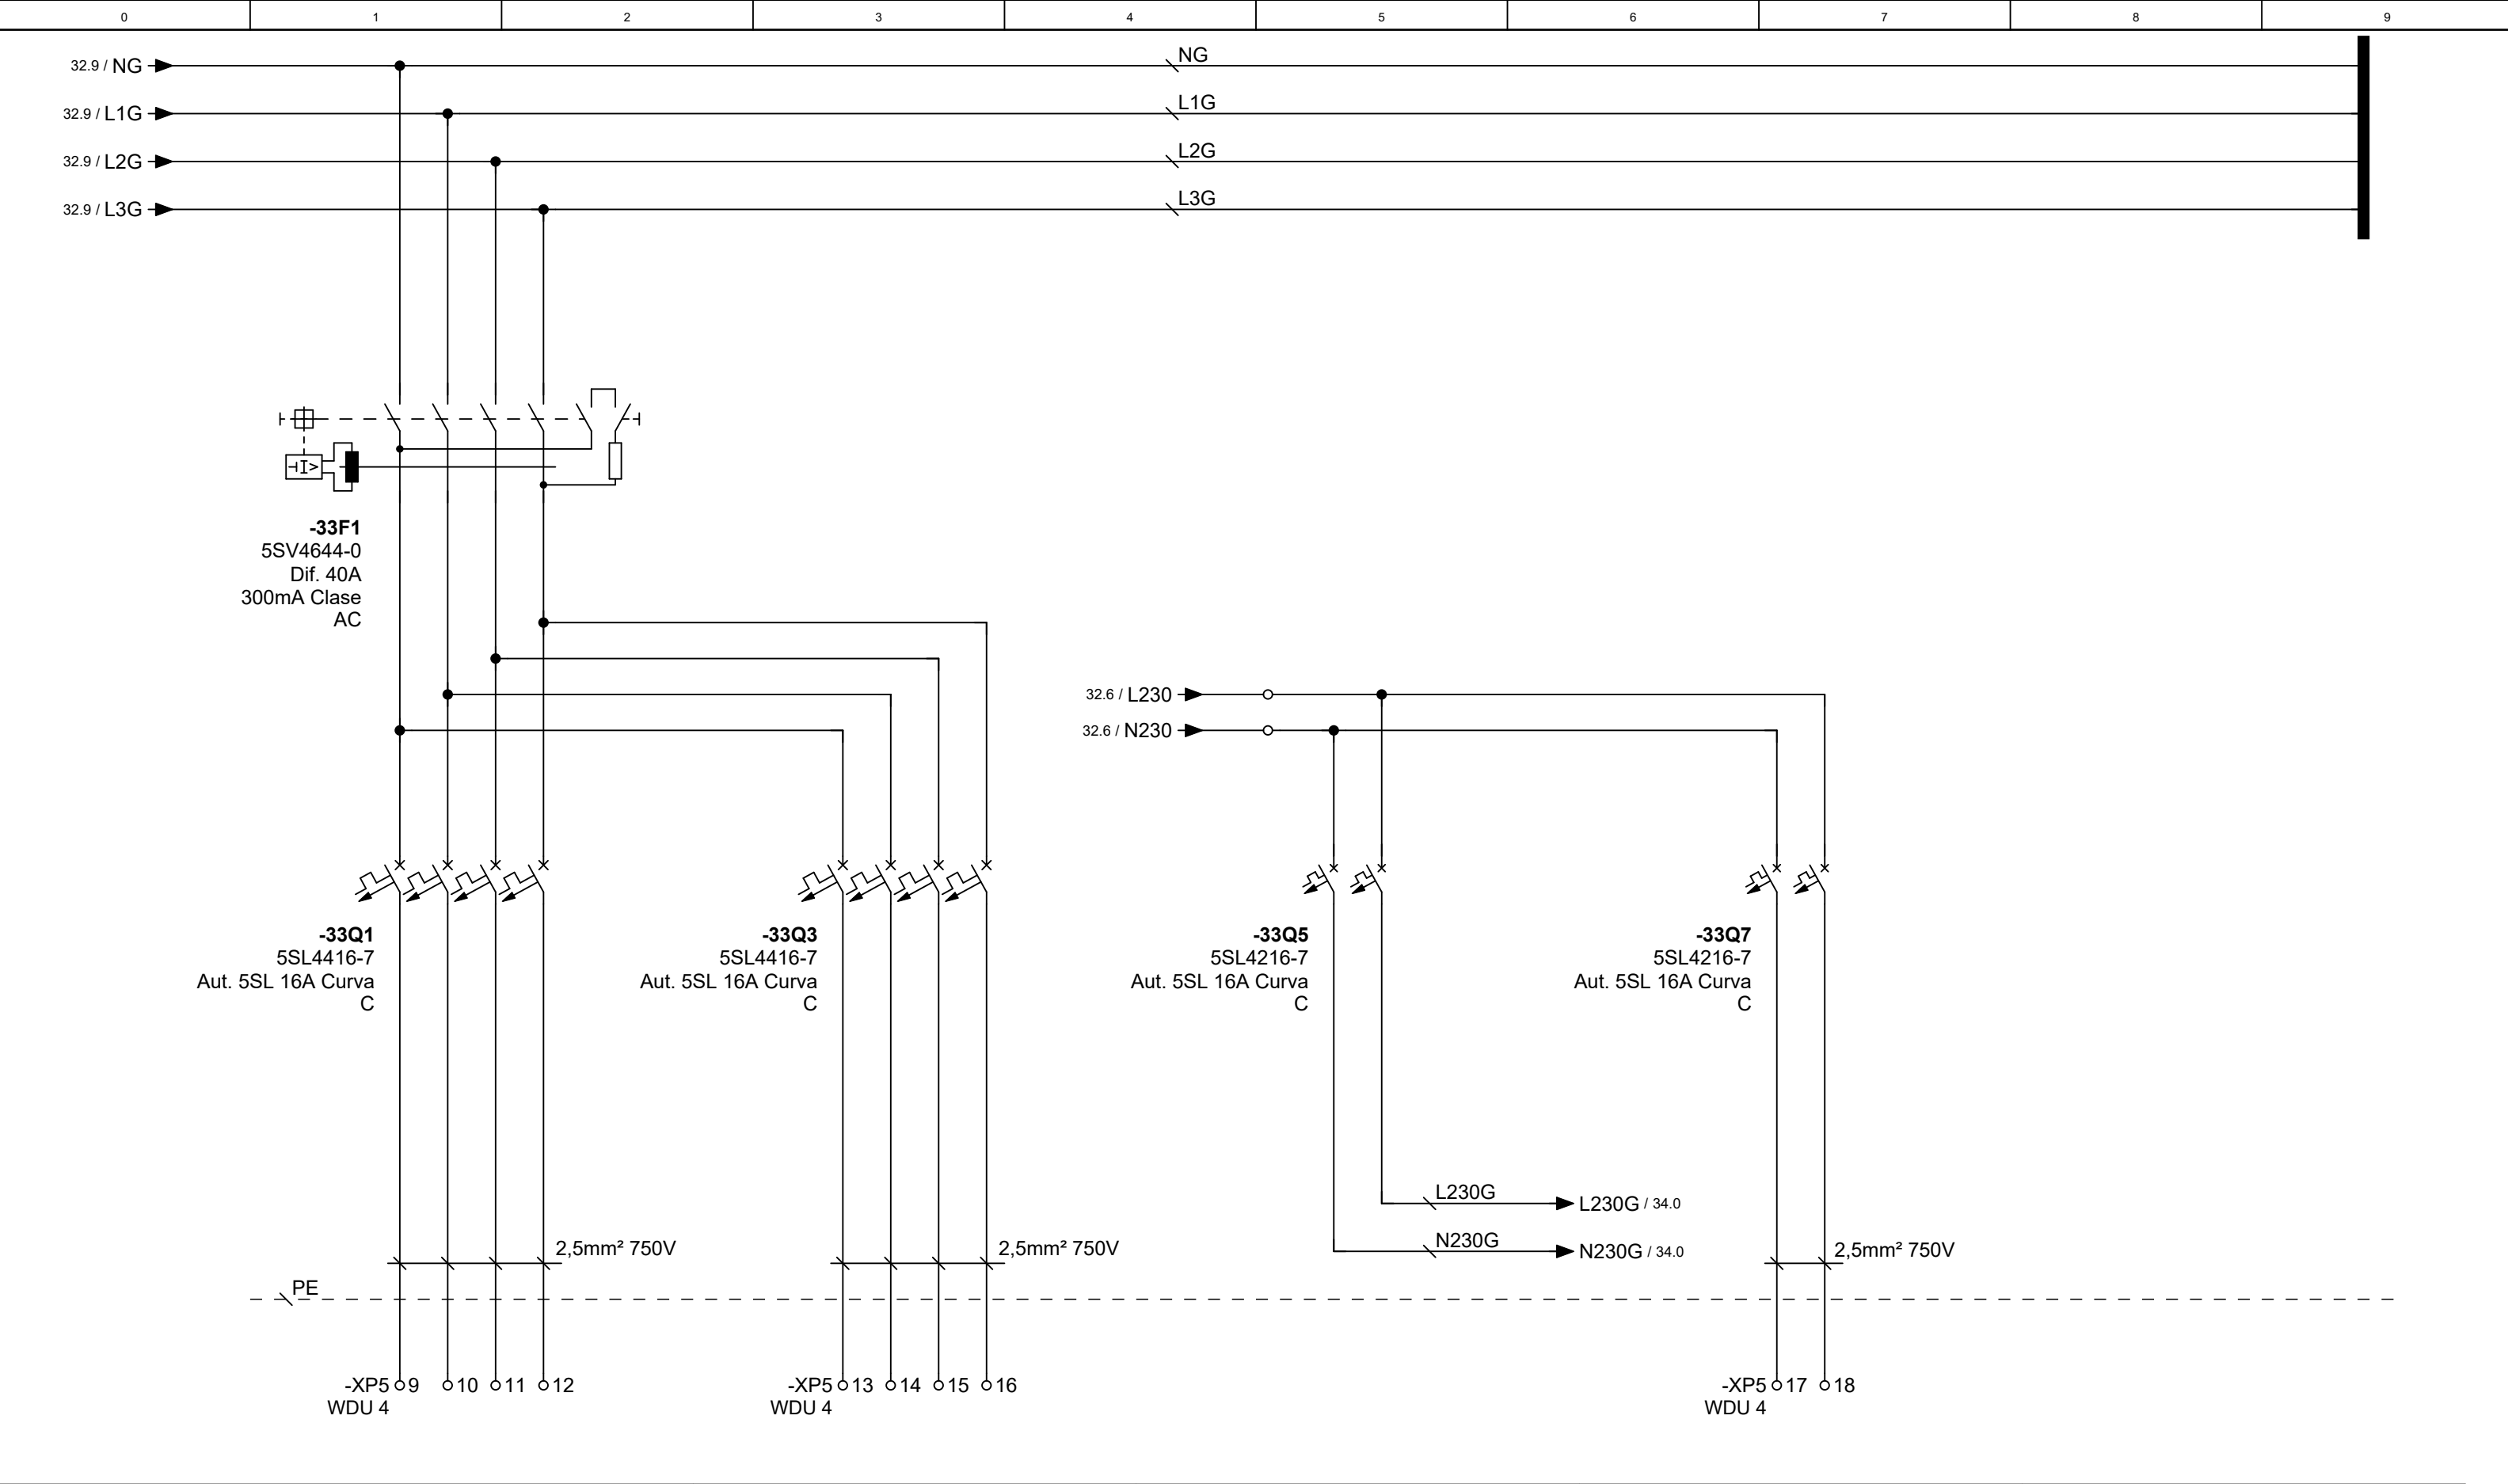 0 1 2 3 4 5 6 7 8 9
32.9 / NG
NG
32.9 / L1G
L1G
32.9 / L2G
L2G
32.9 / L3G
L3G
I>
-33F1
5SV4644-0
Dif. 40A
300mA Clase
AC
32.6 / L230
32.6 / N230
-33Q1
5SL4416-7
Aut. 5SL 16A Curva
C
-33Q3
5SL4416-7
Aut. 5SL 16A Curva
C
-33Q5
5SL4216-7
Aut. 5SL 16A Curva
C
-33Q7
5SL4216-7
Aut. 5SL 16A Curva
C
L230G
L230G / 34.0
N230G
N230G / 34.0
2,5mm² 750V
2,5mm² 750V
2,5mm² 750V
PE
-XP5 9 10 11 12
WDU 4
-XP5 13 14 15 16
WDU 4
-XP5 17 18
WDU 4